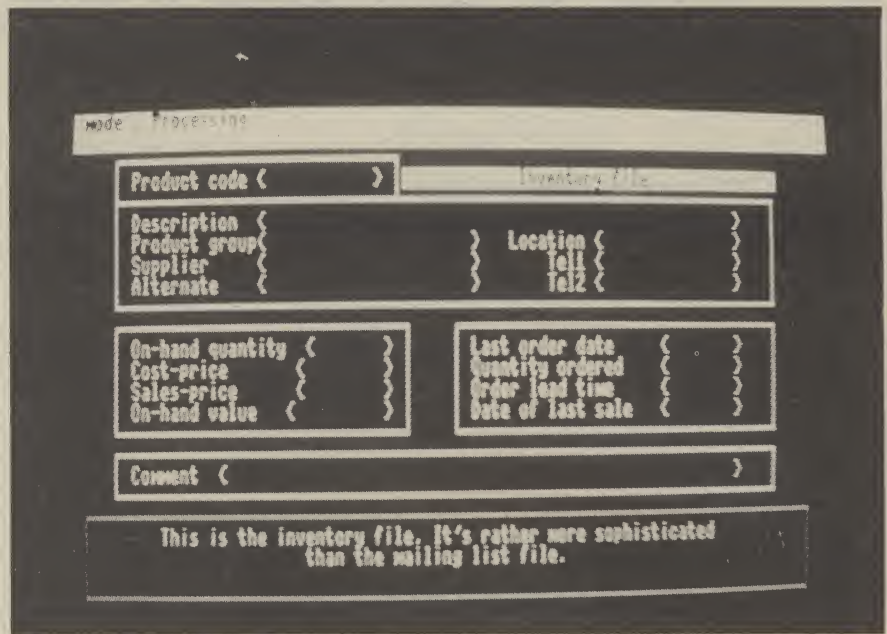 mode Processing
Product code { }
Inventory file
Description { }
Product group{ } Location { }
Supplier { } Tel1 { }
Alternate { } Tel2 { }
On-hand quantity { }
Cost-price { }
Sales-price { }
On-hand value { }
Last order date { }
Quantity ordered { }
Order lead time { }
Date of last sale { }
Comment { }
This is the inventory file. It's rather more sophisticated
than the mailing list file.